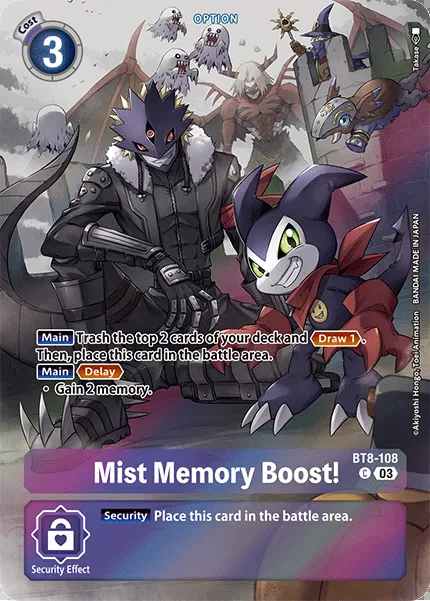 OPTION
Cost
3
Takase
Main Trash the top 2 cards of your deck and Draw 1.
Then, place this card in the battle area.
Main Delay
• Gain 2 memory.
©Akiyoshi Hongo, Toei Animation BANDAI MADE IN JAPAN
BT8-108
Mist Memory Boost!
C 03
Security Place this card in the battle area.
Security Effect